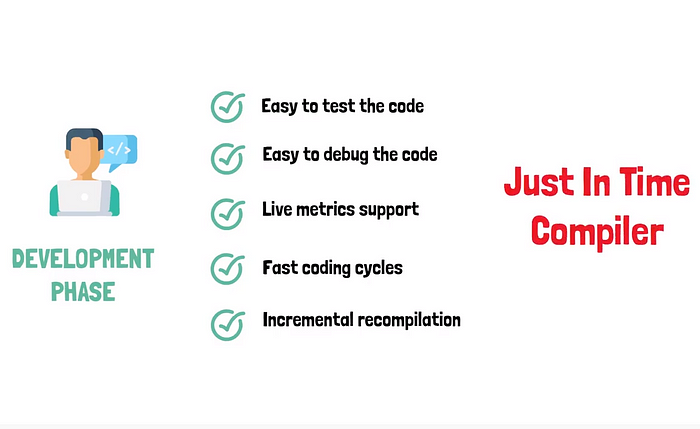 </>
Easy to test the code
Easy to debug the code
Live metrics support
Fast coding cycles
Incremental recompilation
DEVELOPMENT
PHASE
Just In Time
Compiler